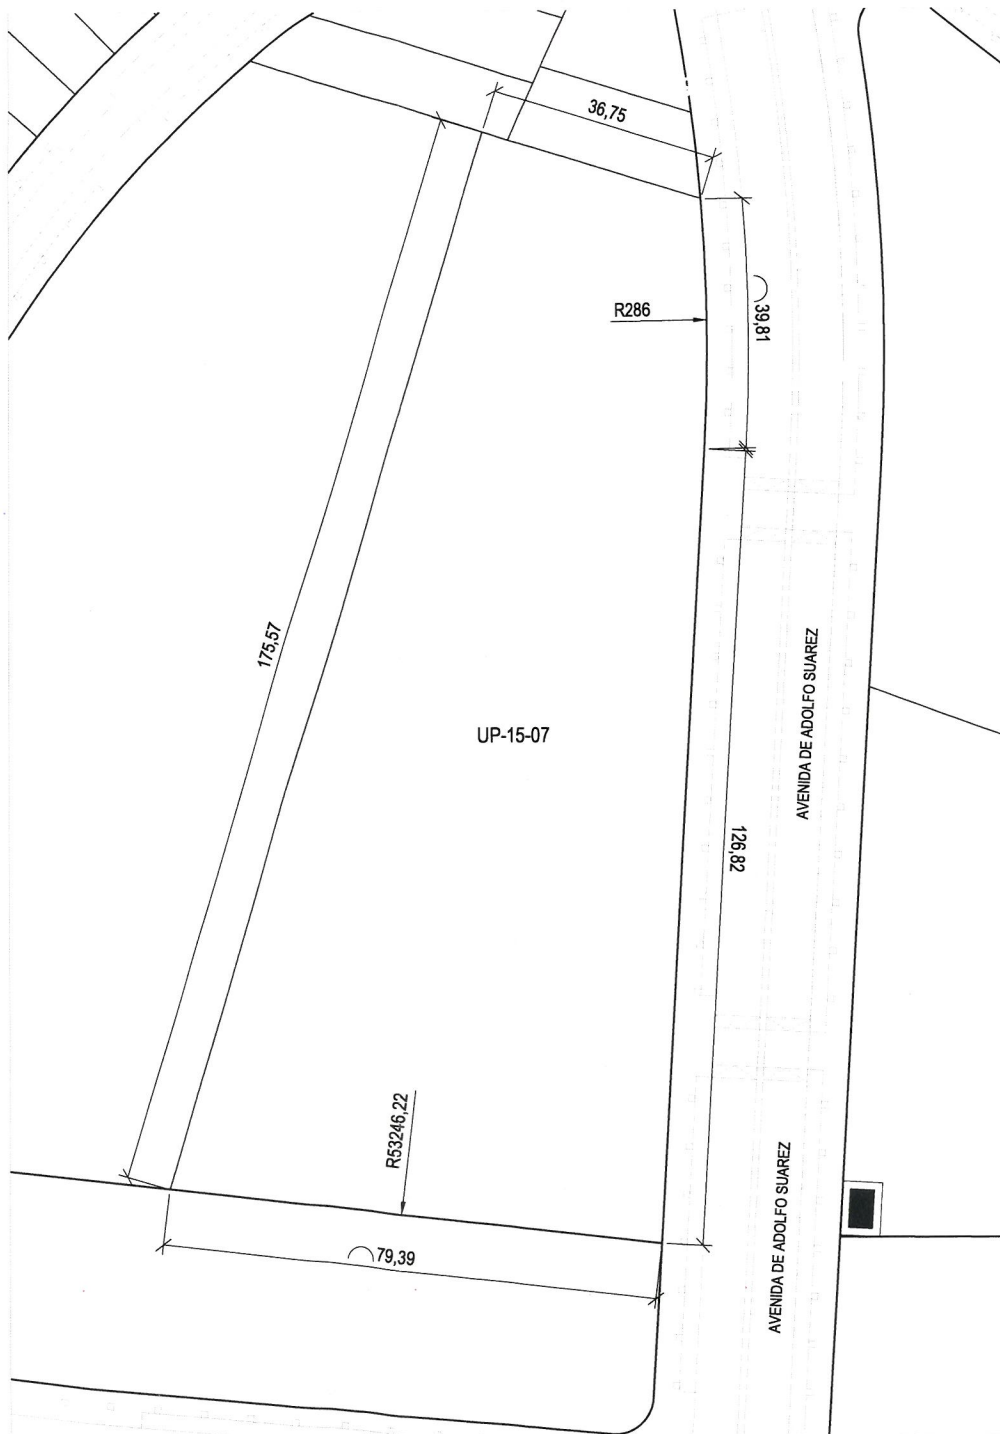 36,75
R286
39,81
175,57
UP-15-07
AVENIDA DE ADOLFO SUAREZ
126,82
R53246,22
AVENIDA DE ADOLFO SUAREZ
79,39